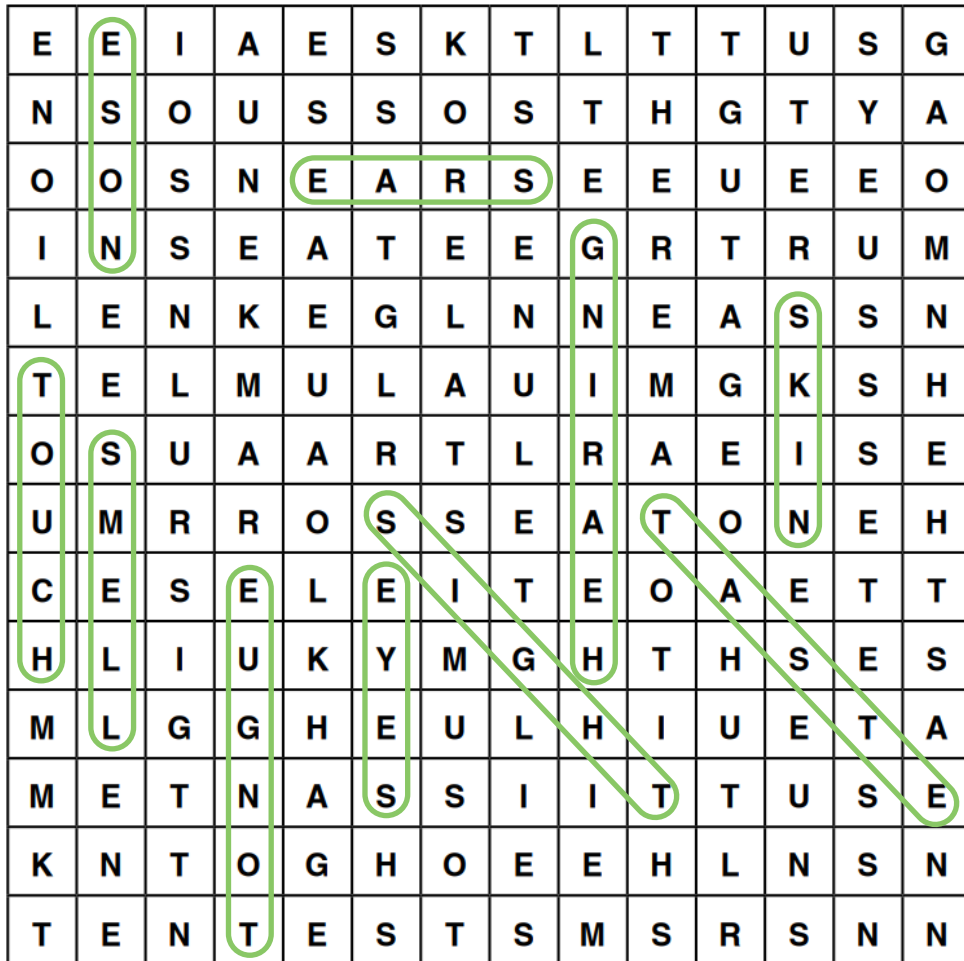 E E I A E S K T L T T U S G
N S O U S S O S T H G T Y A
O O S N E A R S E E U E E O
I N S E A T E E G R T R U M
L E N K E G L N N E A S S N
T E L M U L A U I M G K S H
O S U A A R T L R A E I S E
U M R R O S S E A T O N E H
C E S E L E I T E O A E T T
H L I U K Y M G H T H S E S
M L G G H E U L H I U E T A
M E T N A S S I I T T U S E
K N T O G H O E E H L N S N
T E N T E S T S M S R S N N